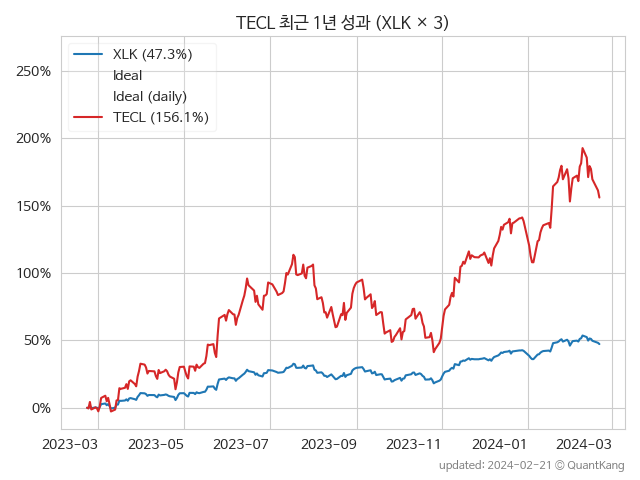 TECL 최근 1년 성과 (XLK × 3)
XLK (47.3%)
Ideal
Ideal (daily)
TECL (156.1%)
250%
200%
150%
100%
50%
0%
2023-03 2023-05 2023-07 2023-09 2023-11 2024-01 2024-03
updated: 2024-02-21 © QuantKang